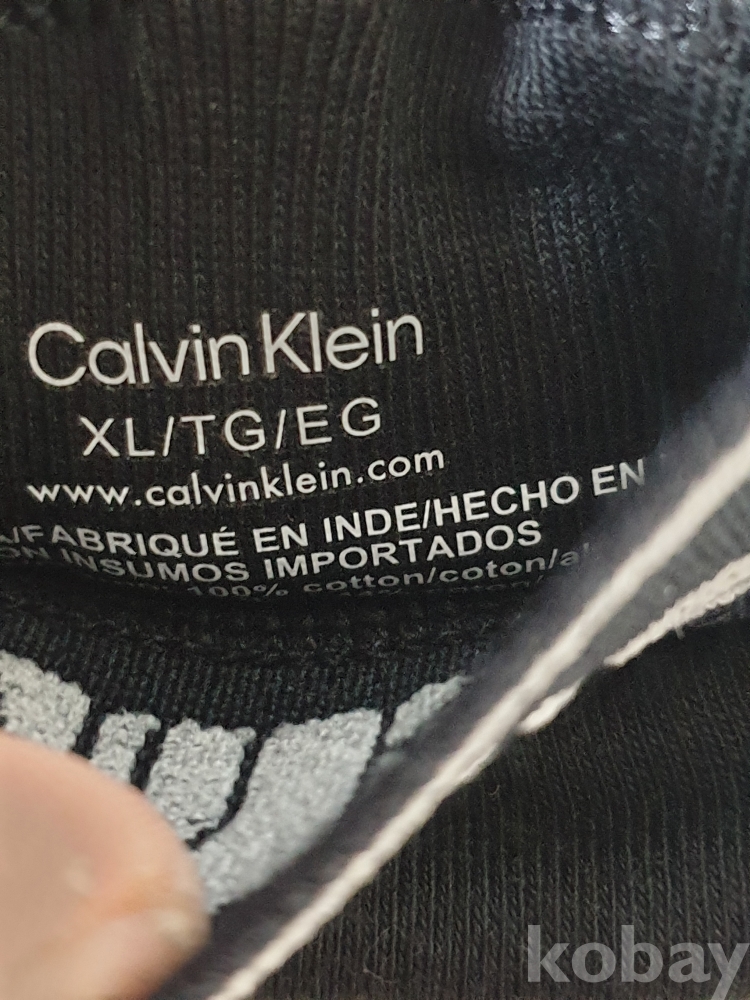 Calvin Klein
XL/TG/EG
www.calvinklein.com
/FABRIQUÉ EN INDE/HECHO EN
INSUMOS IMPORTADOS
100% cotton/coton/al
kobay